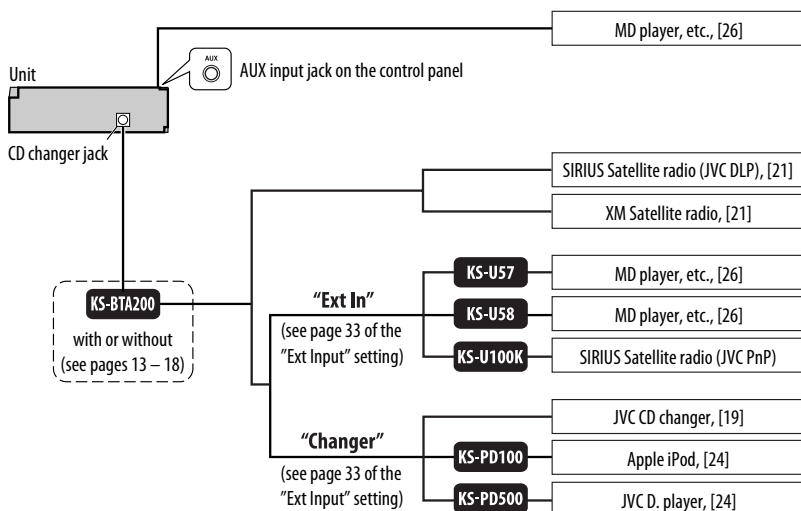 MD player, etc., [26]
AUX
AUX input jack on the control panel
Unit
CD changer jack
SIRIUS Satellite radio (JVC DLP), [21]
XM Satellite radio, [21]
KS-BTA200
with or without
(see pages 13 – 18)
"Ext In"
(see page 33 of the
"Ext Input" setting)
KS-U57
MD player, etc., [26]
KS-U58
MD player, etc., [26]
KS-U100K
SIRIUS Satellite radio (JVC PnP)
"Changer"
(see page 33 of the
"Ext Input" setting)
JVC CD changer, [19]
KS-PD100
Apple iPod, [24]
KS-PD500
JVC D. player, [24]